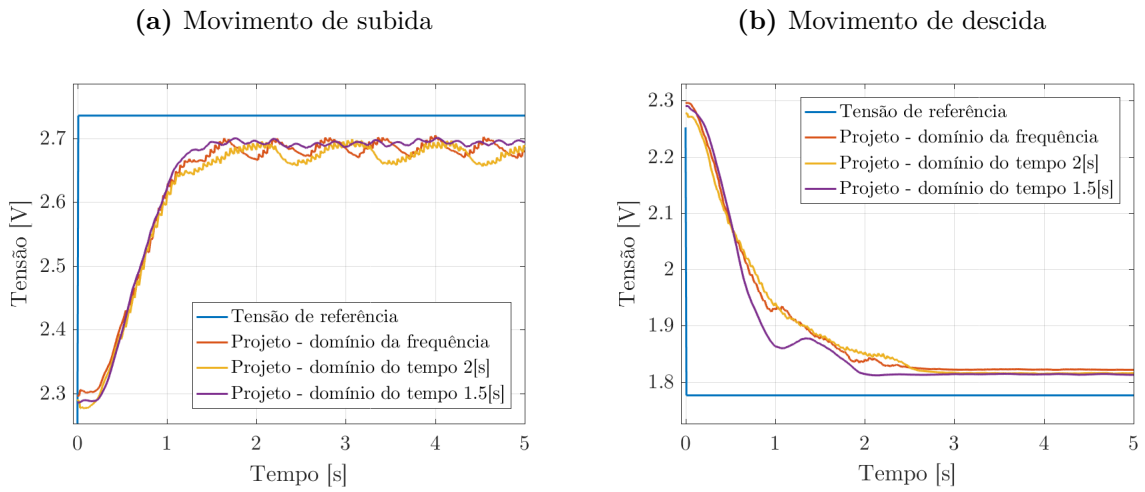 (a) Movimento de subida
Tensão [V]
2.7
2.6
2.5
2.4
2.3
Tensão de referência
Projeto - domínio da frequência
Projeto - domínio do tempo 2[s]
Projeto - domínio do tempo 1.5[s]
0 1 2 3 4 5
Tempo [s]
(b) Movimento de descida
Tensão [V]
2.3
2.2
2.1
2
1.9
1.8
Tensão de referência
Projeto - domínio da frequência
Projeto - domínio do tempo 2[s]
Projeto - domínio do tempo 1.5[s]
0 1 2 3 4 5
Tempo [s]